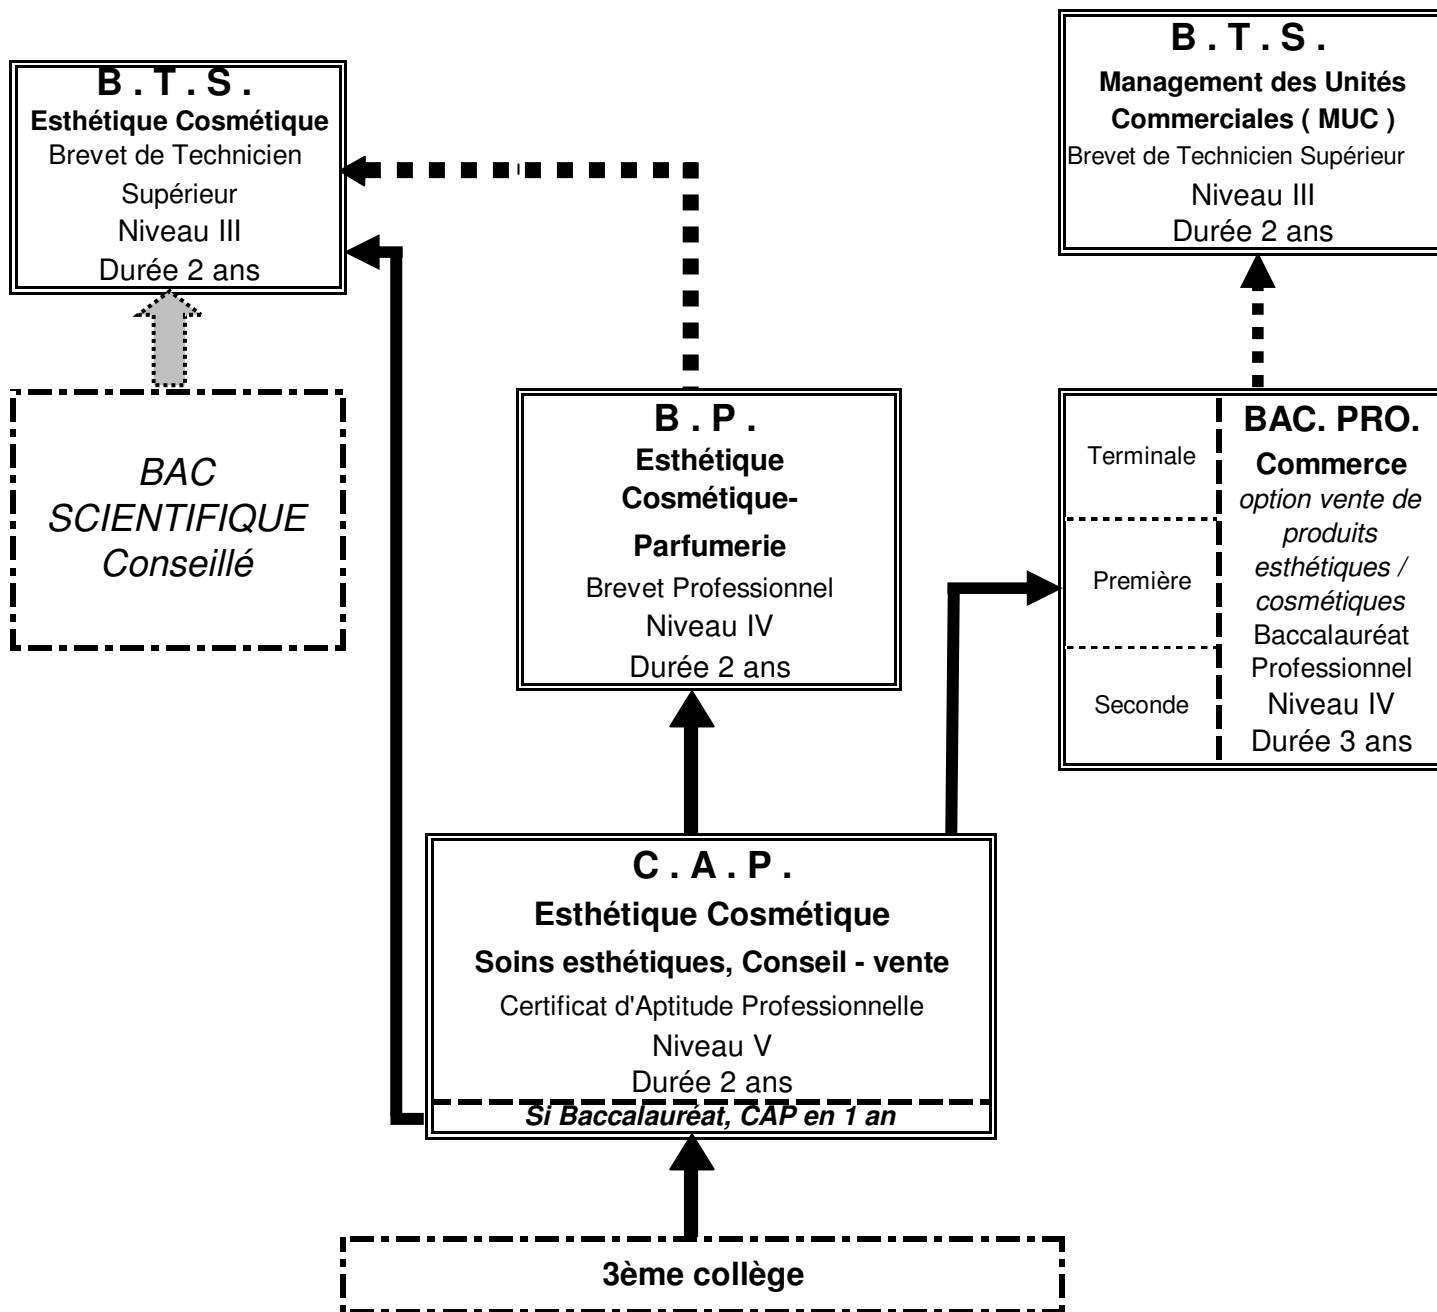 B . T . S .
Esthétique Cosmétique
Brevet de Technicien
Supérieur
Niveau III
Durée 2 ans
B . T . S .
Management des Unités
Commerciales ( MUC )
Brevet de Technicien Supérieur
Niveau III
Durée 2 ans
BAC
SCIENTIFIQUE
Conseillé
B . P .
Esthétique
Cosmétique-
Parfumerie
Brevet Professionnel
Niveau IV
Durée 2 ans
Terminale
Première
Seconde
BAC. PRO.
Commerce
option vente de
produits
esthétiques /
cosmétiques
Baccalauréat
Professionnel
Niveau IV
Durée 3 ans
C . A . P .
Esthétique Cosmétique
Soins esthétiques, Conseil - vente
Certificat d'Aptitude Professionnelle
Niveau V
Durée 2 ans
Si Baccalauréat, CAP en 1 an
3ème collège